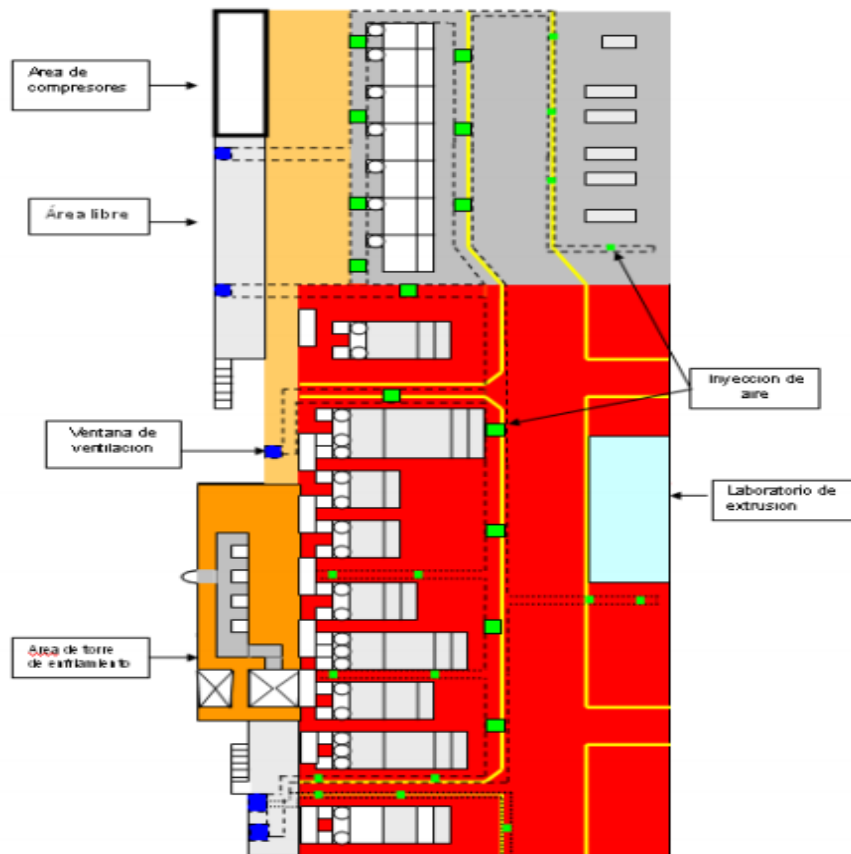 Area de
compresores
Área libre
Inyeccion de
aire
Ventana de
ventilacion
Laboratorio de
extrusion
Area de torre
de enfriamiento